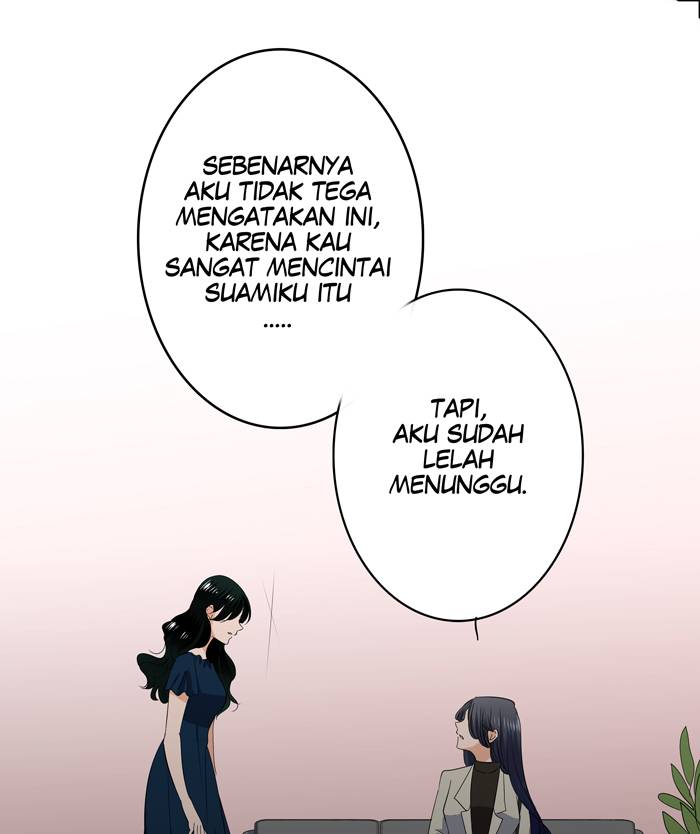 SEBENARNYA
AKU TIDAK TEGA
MENGATAKAN INI,
KARENA KAU
SANGAT MENCINTAI
SUAMIKU ITU
.....
TAPI,
AKU SUDAH
LELAH
MENUNGGU.